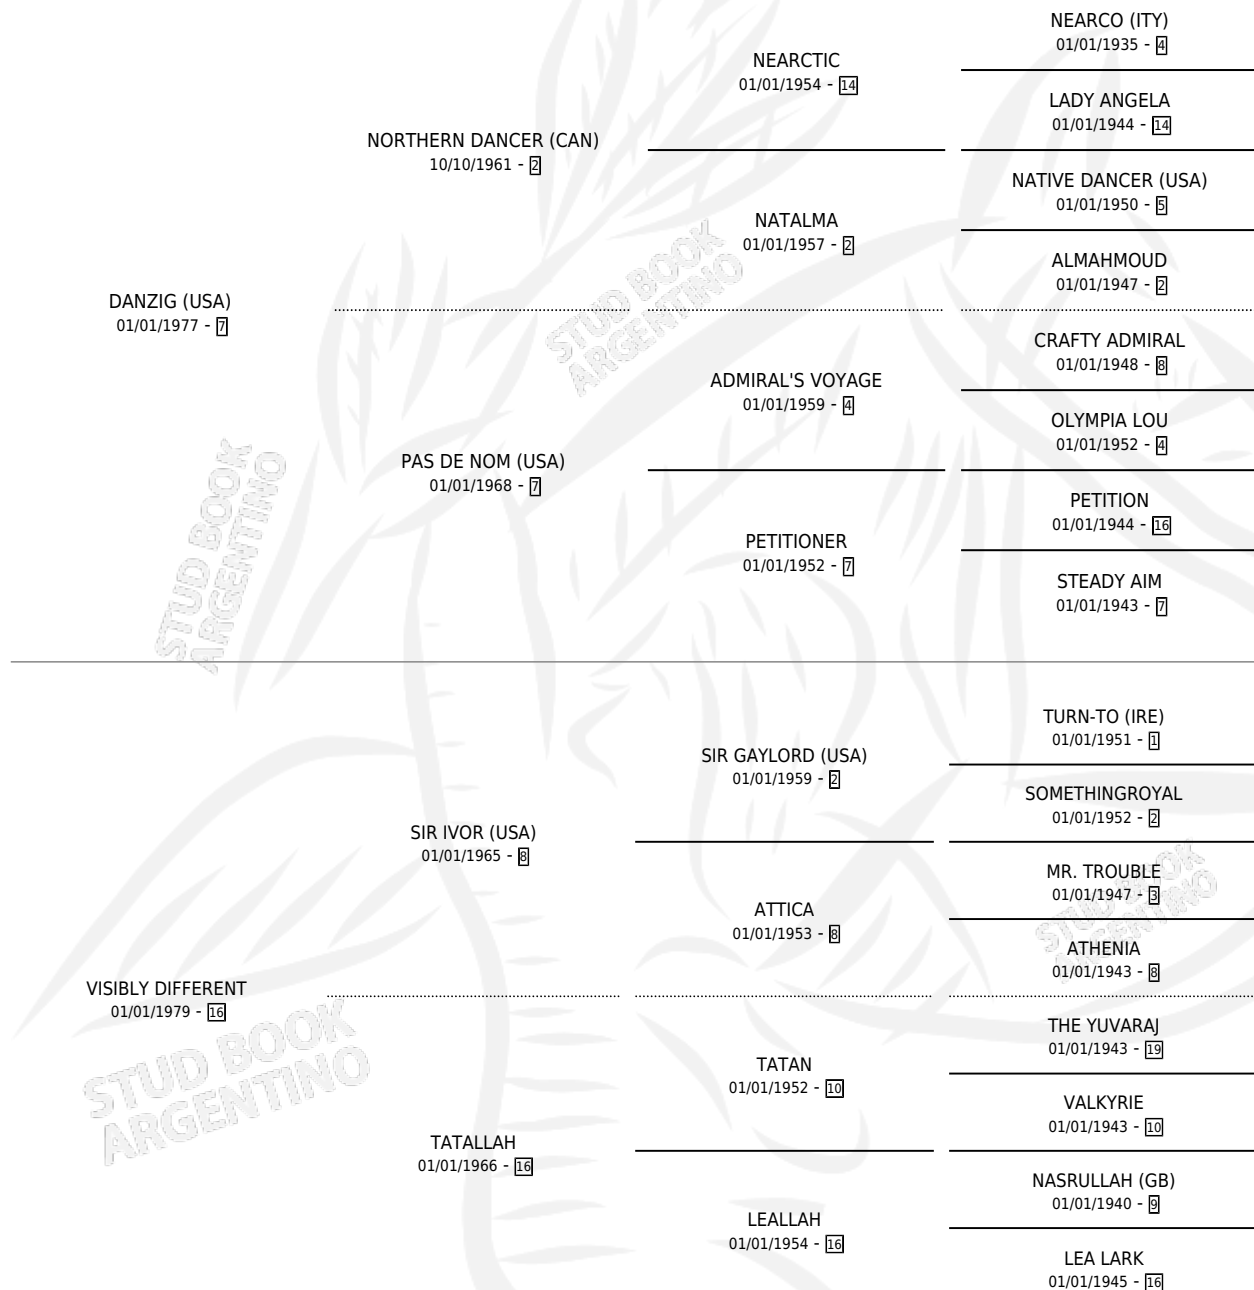 NEARCO (ITY)
01/01/1935 - 4
NEARCTIC
01/01/1954 - 14
LADY ANGELA
01/01/1944 - 14
NORTHERN DANCER (CAN)
10/10/1961 - 2
NATIVE DANCER (USA)
01/01/1950 - 5
NATALMA
01/01/1957 - 2
ALMAHMOUD
01/01/1947 - 2
DANZIG (USA)
01/01/1977 - 7
CRAFTY ADMIRAL
01/01/1948 - 8
ADMIRAL'S VOYAGE
01/01/1959 - 4
OLYMPIA LOU
01/01/1952 - 4
PAS DE NOM (USA)
01/01/1968 - 7
PETITION
01/01/1944 - 16
PETITIONER
01/01/1952 - 7
STEADY AIM
01/01/1943 - 7
TURN-TO (IRE)
01/01/1951 - 1
SIR GAYLORD (USA)
01/01/1959 - 2
SOMETHINGROYAL
01/01/1952 - 2
SIR IVOR (USA)
01/01/1965 - 8
MR. TROUBLE
01/01/1947 - 3
ATTICA
01/01/1953 - 8
ATHENIA
01/01/1943 - 8
VISIBLY DIFFERENT
01/01/1979 - 16
THE YUVARAJ
01/01/1943 - 19
TATAN
01/01/1952 - 10
VALKYRIE
01/01/1943 - 10
TATALLAH
01/01/1966 - 16
NASRULLAH (GB)
01/01/1940 - 9
LEALLAH
01/01/1954 - 16
LEA LARK
01/01/1945 - 16
STUD BOOK
ARGENTINO
STUD BOOK
ARGENTINO
STUD BOOK
ARGENTINO
STUD BOOK
ARGENTINO